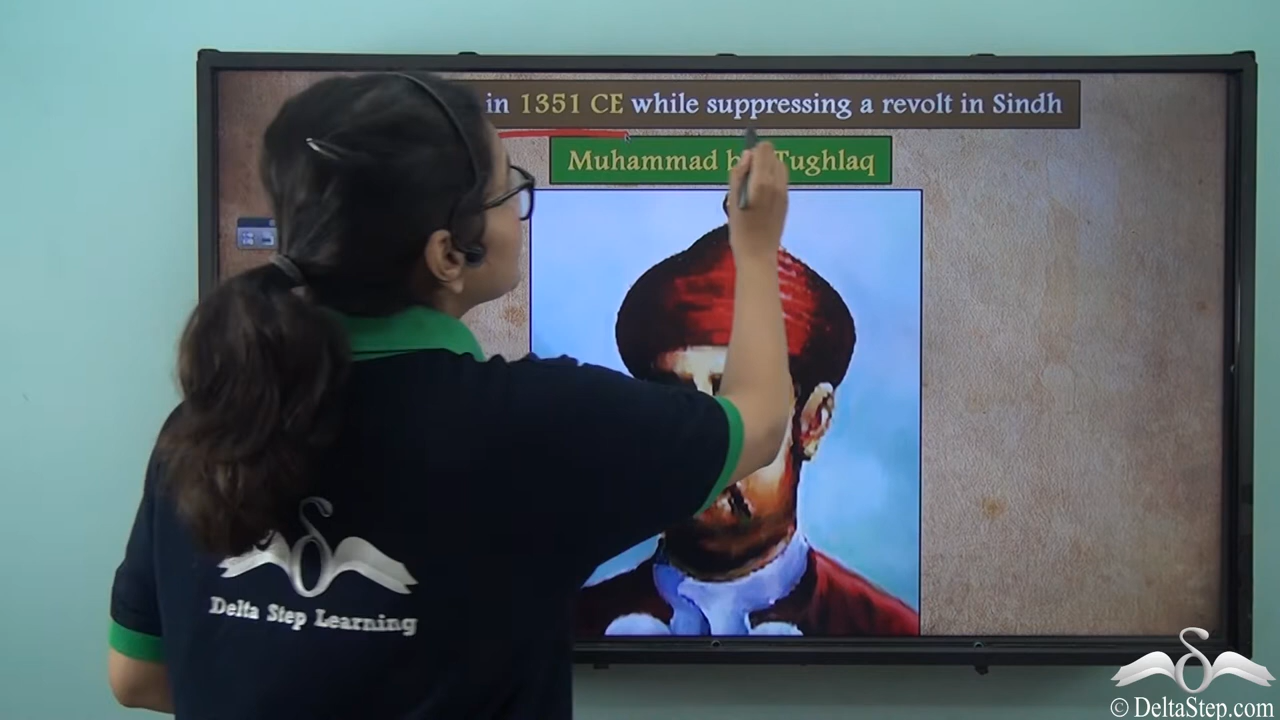 in 1351 CE while suppressing a revolt in Sindh
Muhammad Tughlaq
Delta Step Learning
© DeltaStep.com